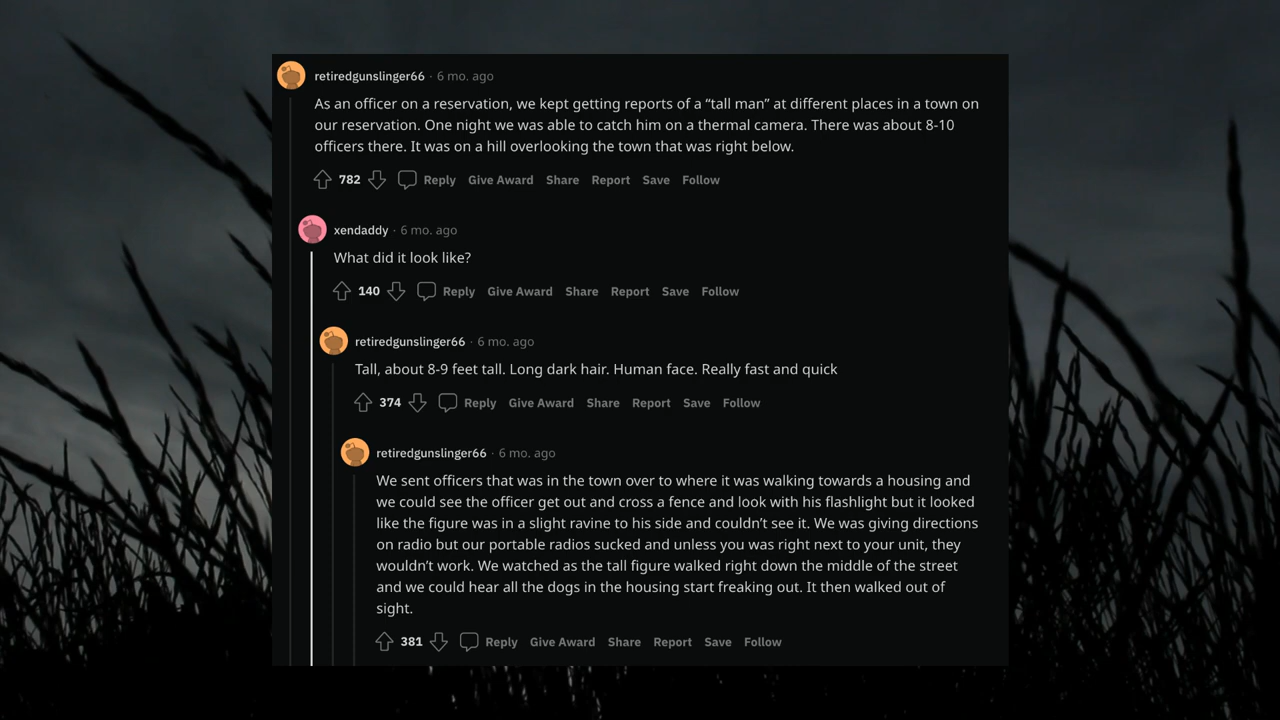 retiredgunslinger66 · 6 mo. ago
As an officer on a reservation, we kept getting reports of a “tall man” at different places in a town on
our reservation. One night we was able to catch him on a thermal camera. There was about 8-10
officers there. It was on a hill overlooking the town that was right below.
782 Reply Give Award Share Report Save Follow
xendaddy · 6 mo. ago
What did it look like?
140 Reply Give Award Share Report Save Follow
retiredgunslinger66 · 6 mo. ago
Tall, about 8-9 feet tall. Long dark hair. Human face. Really fast and quick
374 Reply Give Award Share Report Save Follow
retiredgunslinger66 · 6 mo. ago
We sent officers that was in the town over to where it was walking towards a housing and
we could see the officer get out and cross a fence and look with his flashlight but it looked
like the figure was in a slight ravine to his side and couldn’t see it. We was giving directions
on radio but our portable radios sucked and unless you was right next to your unit, they
wouldn’t work. We watched as the tall figure walked right down the middle of the street
and we could hear all the dogs in the housing start freaking out. It then walked out of
sight.
381 Reply Give Award Share Report Save Follow